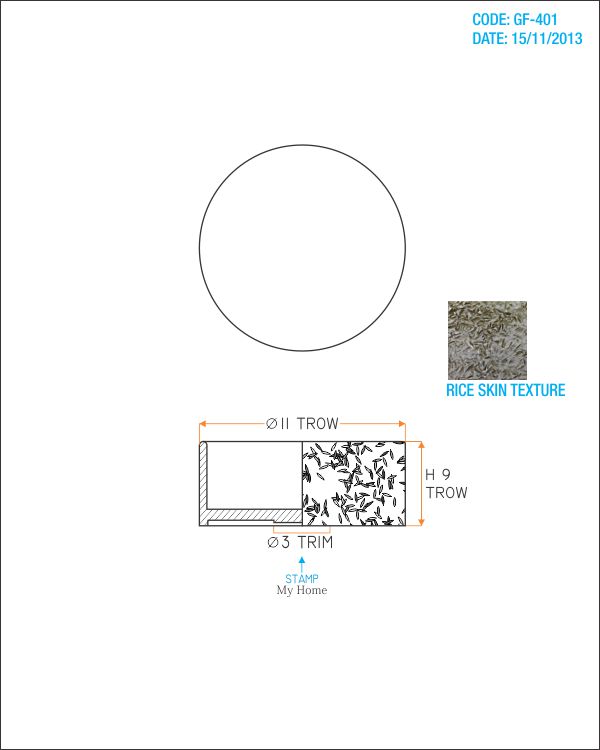 CODE: GF-401
DATE: 15/11/2013
RICE SKIN TEXTURE
Ø11 TROW
H 9
TROW
Ø3 TRIM
STAMP
My Home